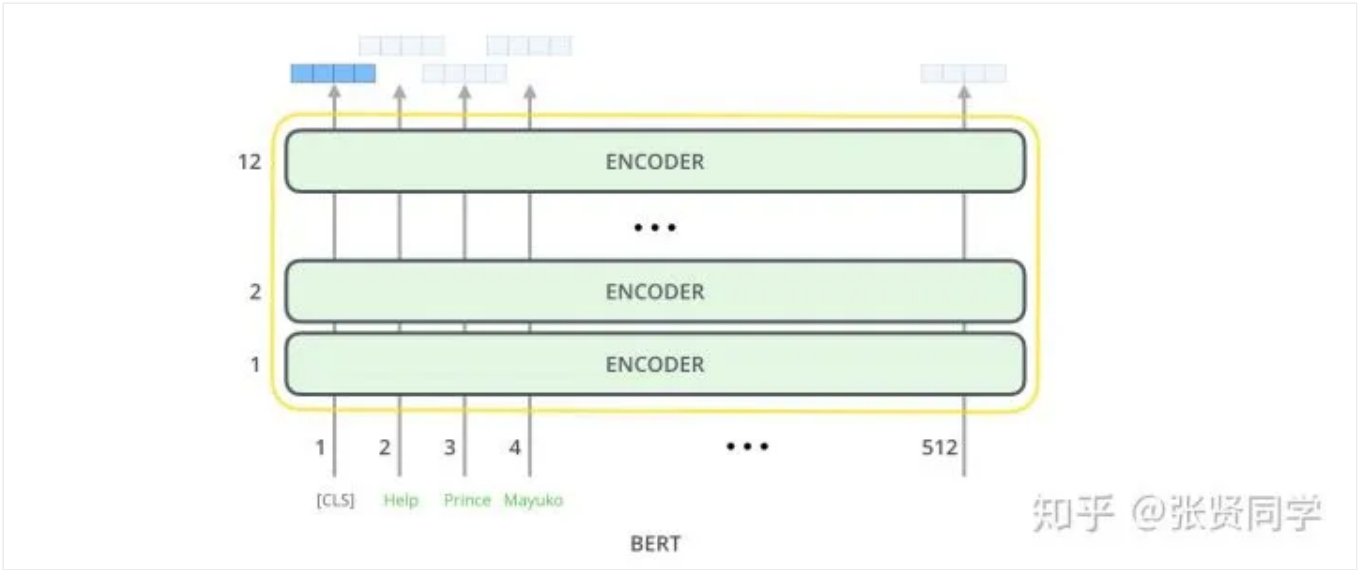 12 ENCODER
...
2 ENCODER
1 ENCODER
1 2 3 4 ... 512
[CLS] Help Prince Mayuko
知乎 @张贤同学
BERT